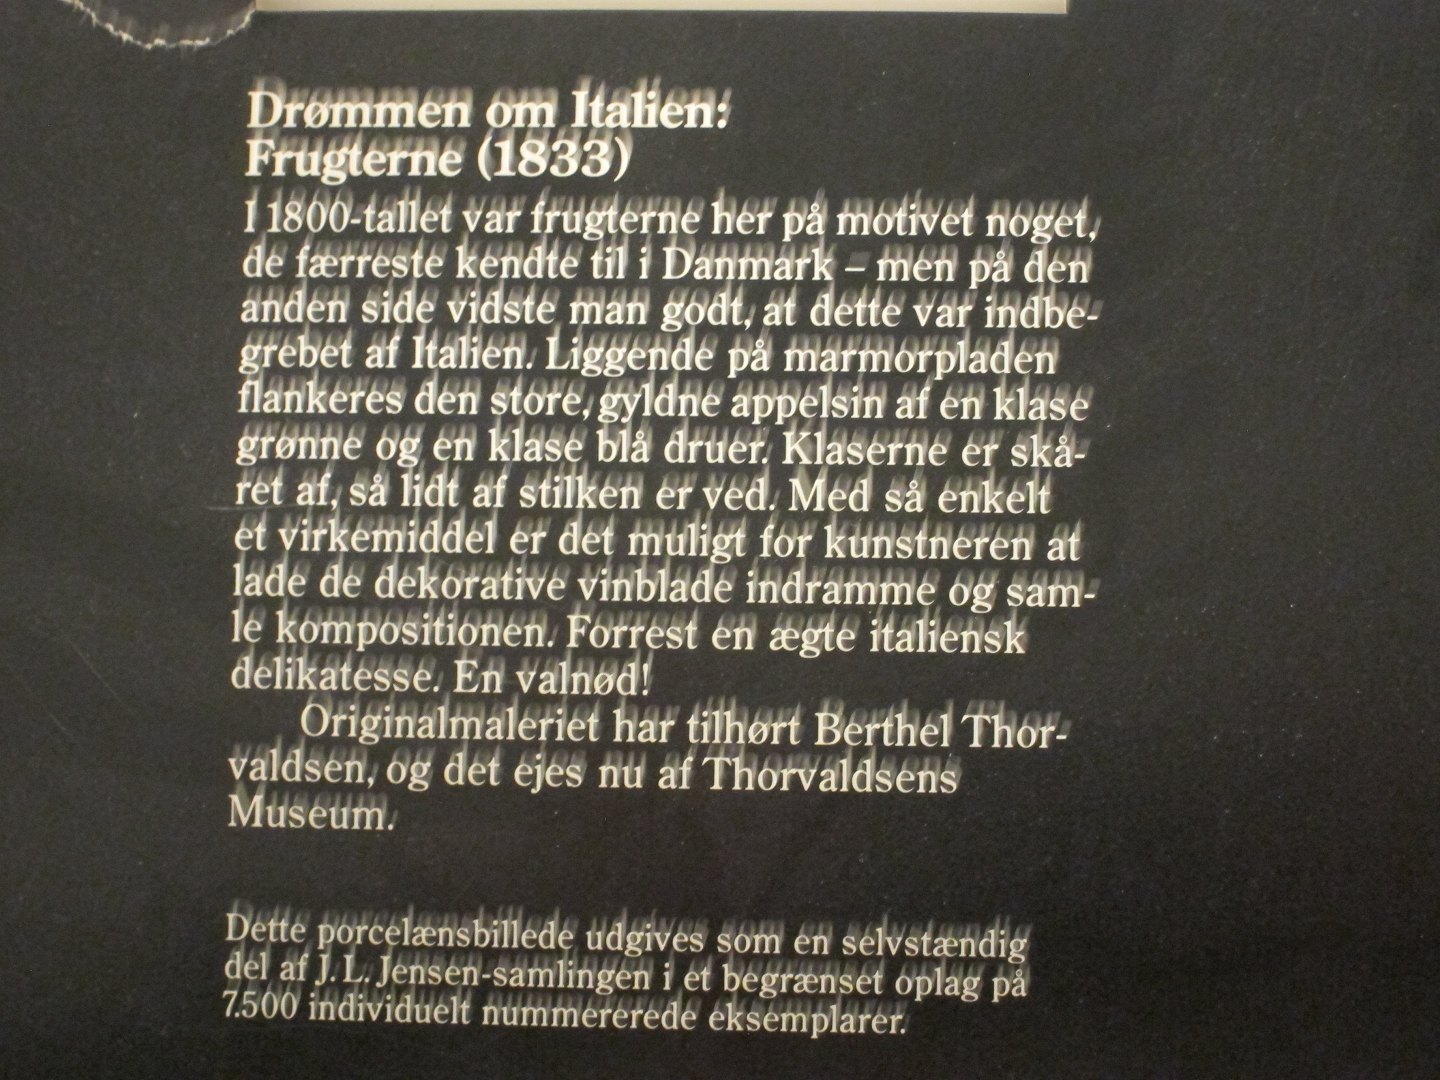 Drømmen om Italien:
Frugterne (1833)
I 1800-tallet var frugterne her på motivet noget,
de færreste kendte til i Danmark – men på den
anden side vidste man godt, at dette var indbe-
grebet af Italien. Liggende på marmorpladen
flankeres den store, gyldne appelsin af en klase
grønne og en klase blå druer. Klaserne er skå-
ret af, så lidt af stilken er ved. Med så enkelt
et virkemiddel er det muligt for kunstneren at
lade de dekorative vinblade indramme og sam-
le kompositionen. Forrest en ægte italiensk
delikatesse. En valnød!
Originalmaleriet har tilhørt Berthel Thor-
valdsen, og det ejes nu af Thorvaldsens
Museum.
Dette porcelænsbillede udgives som en selvstændig
del af J. L. Jensen-samlingen i et begrænset oplag på
7.500 individuelt nummererede eksemplarer.